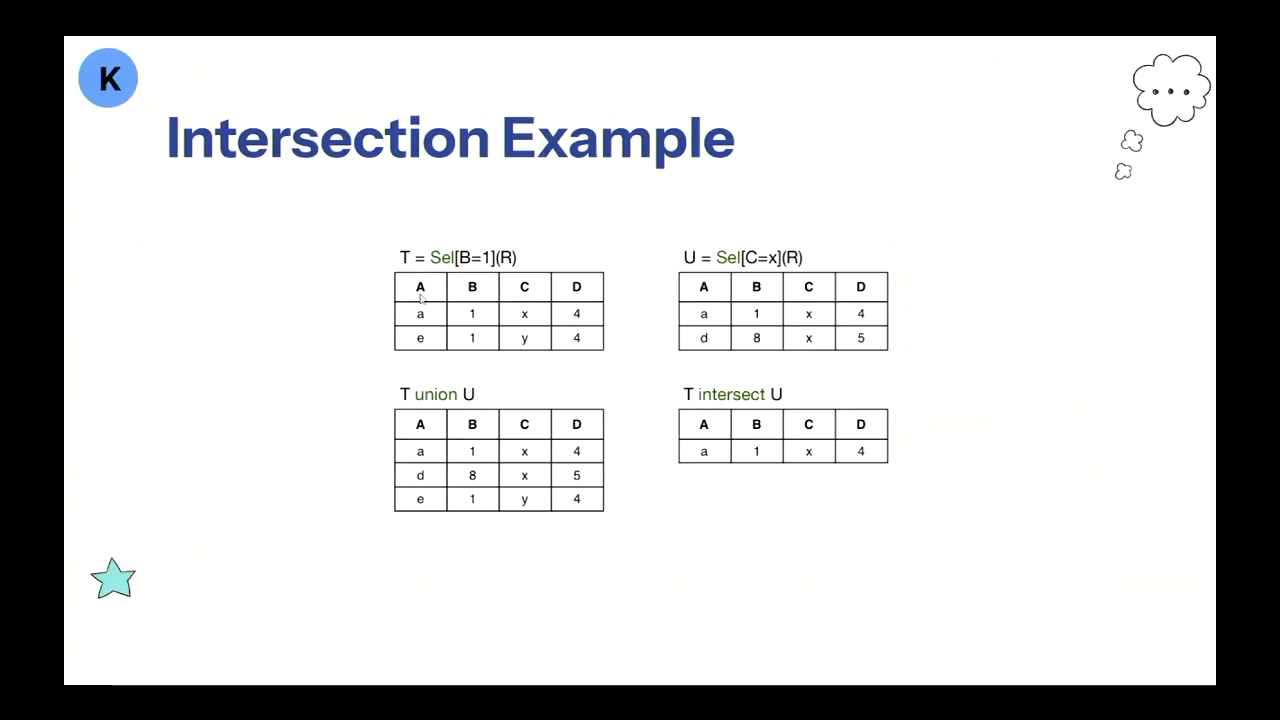 K
Intersection Example
T = Sel[B=1](R)
A B C D
a 1 x 4
e 1 y 4
U = Sel[C=x](R)
A B C D
a 1 x 4
d 8 x 5
T union U
A B C D
a 1 x 4
d 8 x 5
e 1 y 4
T intersect U
A B C D
a 1 x 4